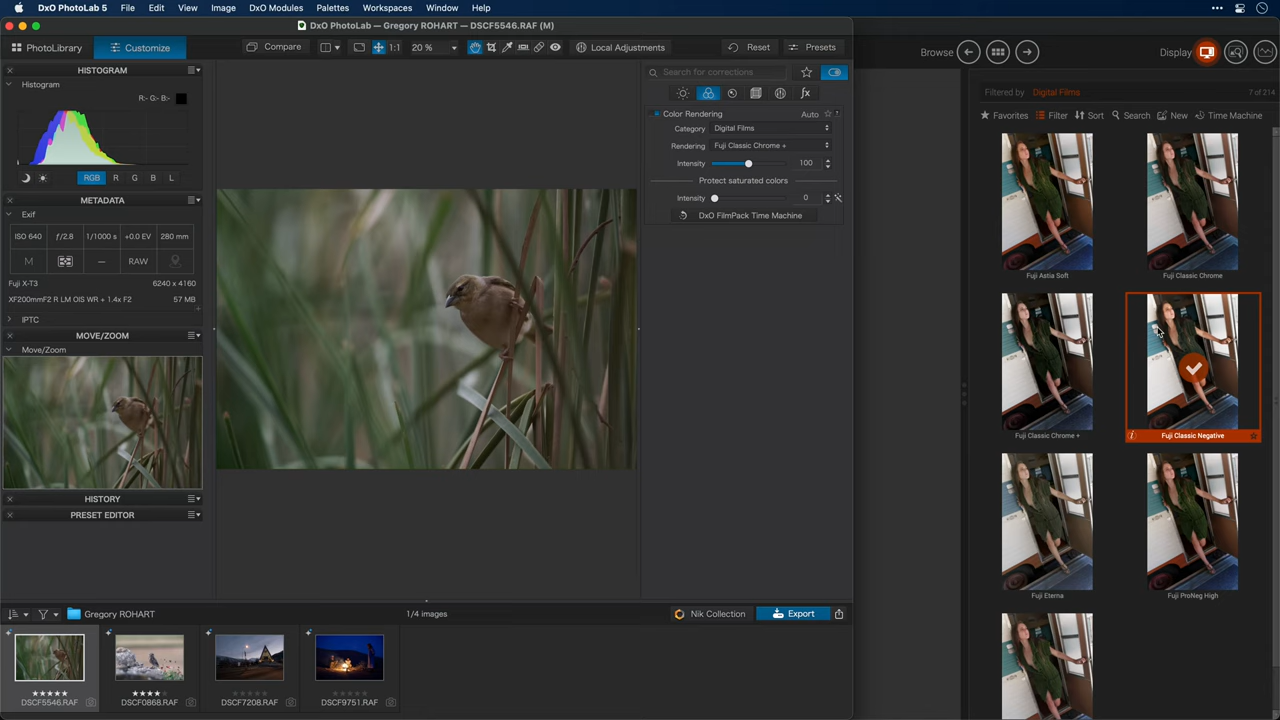 DxO PhotoLab 5 File Edit View Image DxO Modules Palettes Workspaces Window Help
DxO PhotoLab — Gregory ROHART — DSCF5546.RAF (M)
PhotoLibrary Customize Compare 1:1 20 % Local Adjustments Reset Presets
Browse Display
HISTOGRAM
Histogram
R:- G:- B:-
RGB R G B L
METADATA
Exif
ISO 640 ƒ/2.8 1/1000 s +0.0 EV 280 mm
M — RAW
Fuji X-T3 6240 x 4160
XF200mmF2 R LM OIS WR + 1.4x F2 57 MB
IPTC
MOVE/ZOOM
Move/Zoom
HISTORY
PRESET EDITOR
Search for corrections
fx
Color Rendering Auto ?
Category Digital Films
Rendering Fuji Classic Chrome +
Intensity 100
Protect saturated colors
Intensity 0
DxO FilmPack Time Machine
Filtered by Digital Films 7 of 214
Favorites Filter Sort Search New Time Machine
Fuji Astia Soft Fuji Classic Chrome
Fuji Classic Chrome + Fuji Classic Negative
Fuji Eterna Fuji ProNeg High
Gregory ROHART 1/4 images Nik Collection Export
DSCF5546.RAF DSCF0868.RAF DSCF7208.RAF DSCF9751.RAF